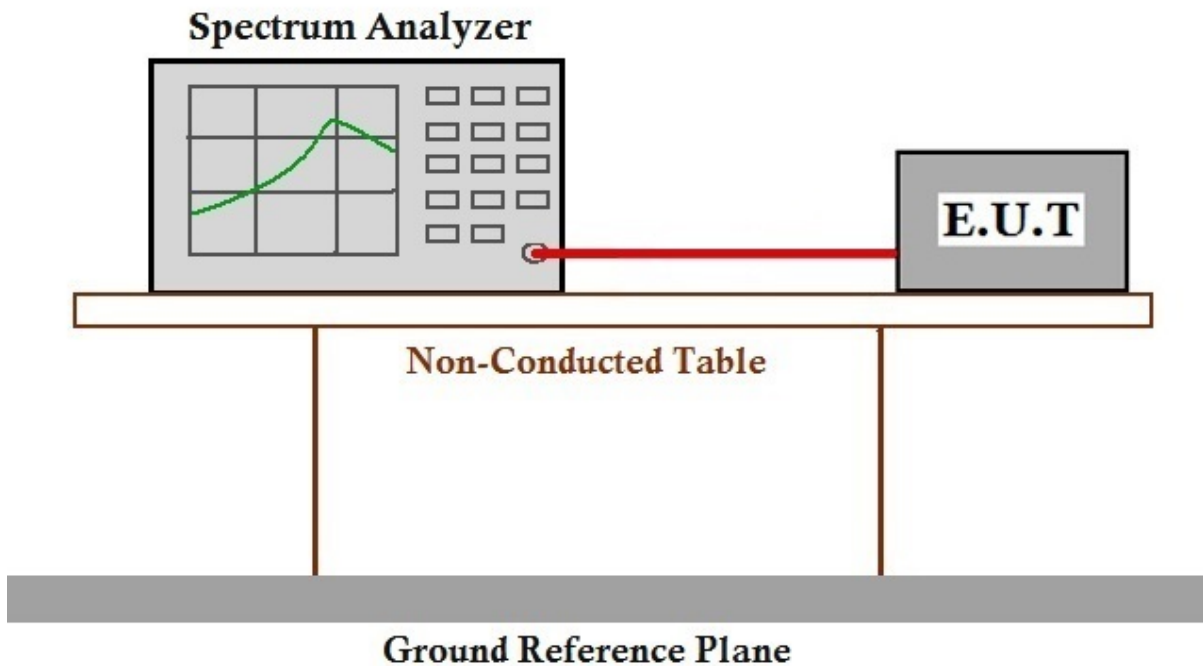 Spectrum Analyzer
E.U.T
Non-Conducted Table
Ground Reference Plane